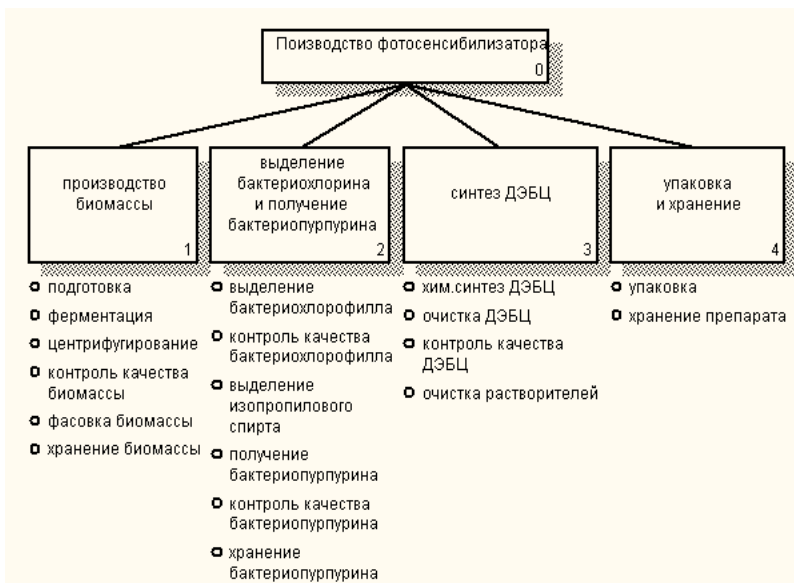 Поизводство фотосенсибилизатора
0
производство
биомассы
1
выделение
бактериохлорина
и получение
бактериопурпурина
2
синтез ДЭБЦ
3
упаковка
и хранение
4
подготовка
ферментация
центрифугирование
контроль качества
биомассы
фасовка биомассы
хранение биомассы
выделение
бактериохлорофилла
контроль качества
бактериохлорофилла
выделение
изопропилового
спирта
получение
бактериопурпурина
контроль качества
бактериопурпурина
хранение
бактериопурпурина
хим.синтез ДЭБЦ
очистка ДЭБЦ
контроль качества
ДЭБЦ
очистка растворителей
упаковка
хранение препарата